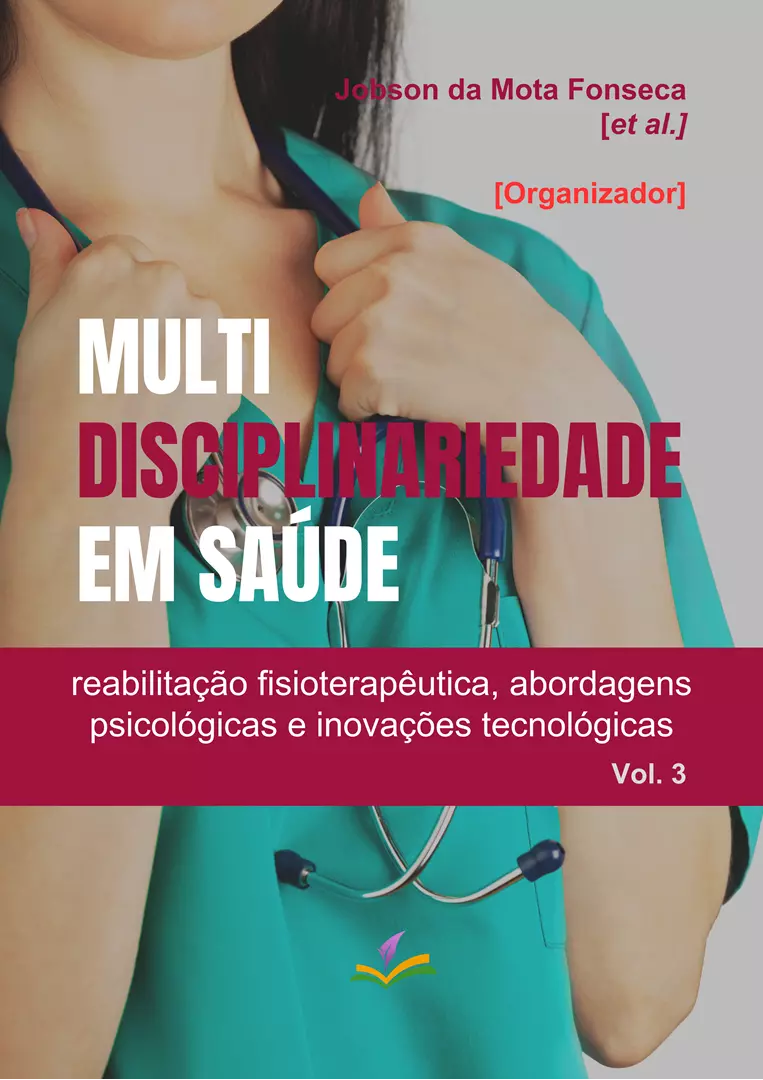 Jobson da Mota Fonseca
[et al.]
[Organizador]
MULTI
DISCIPLINARIEDADE
EM SAÚDE
reabilitação fisioterapêutica, abordagens
psicológicas e inovações tecnológicas
Vol. 3